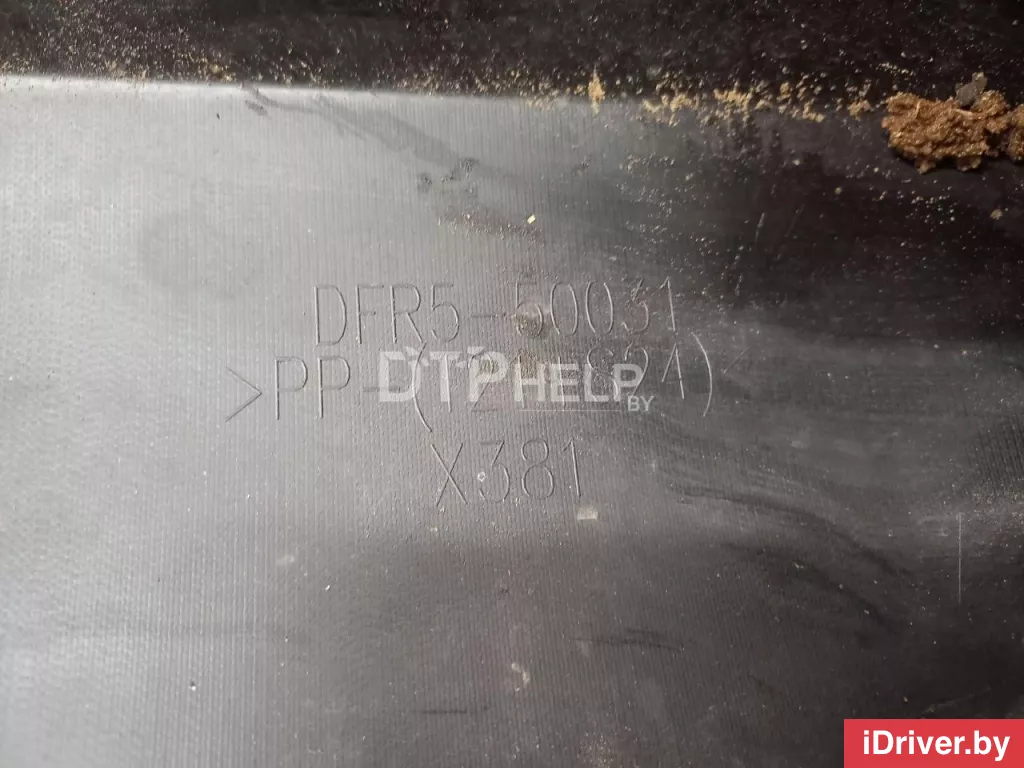 DFR5-50031
>PP
DTPHELP
BY
X381
iDriver.by